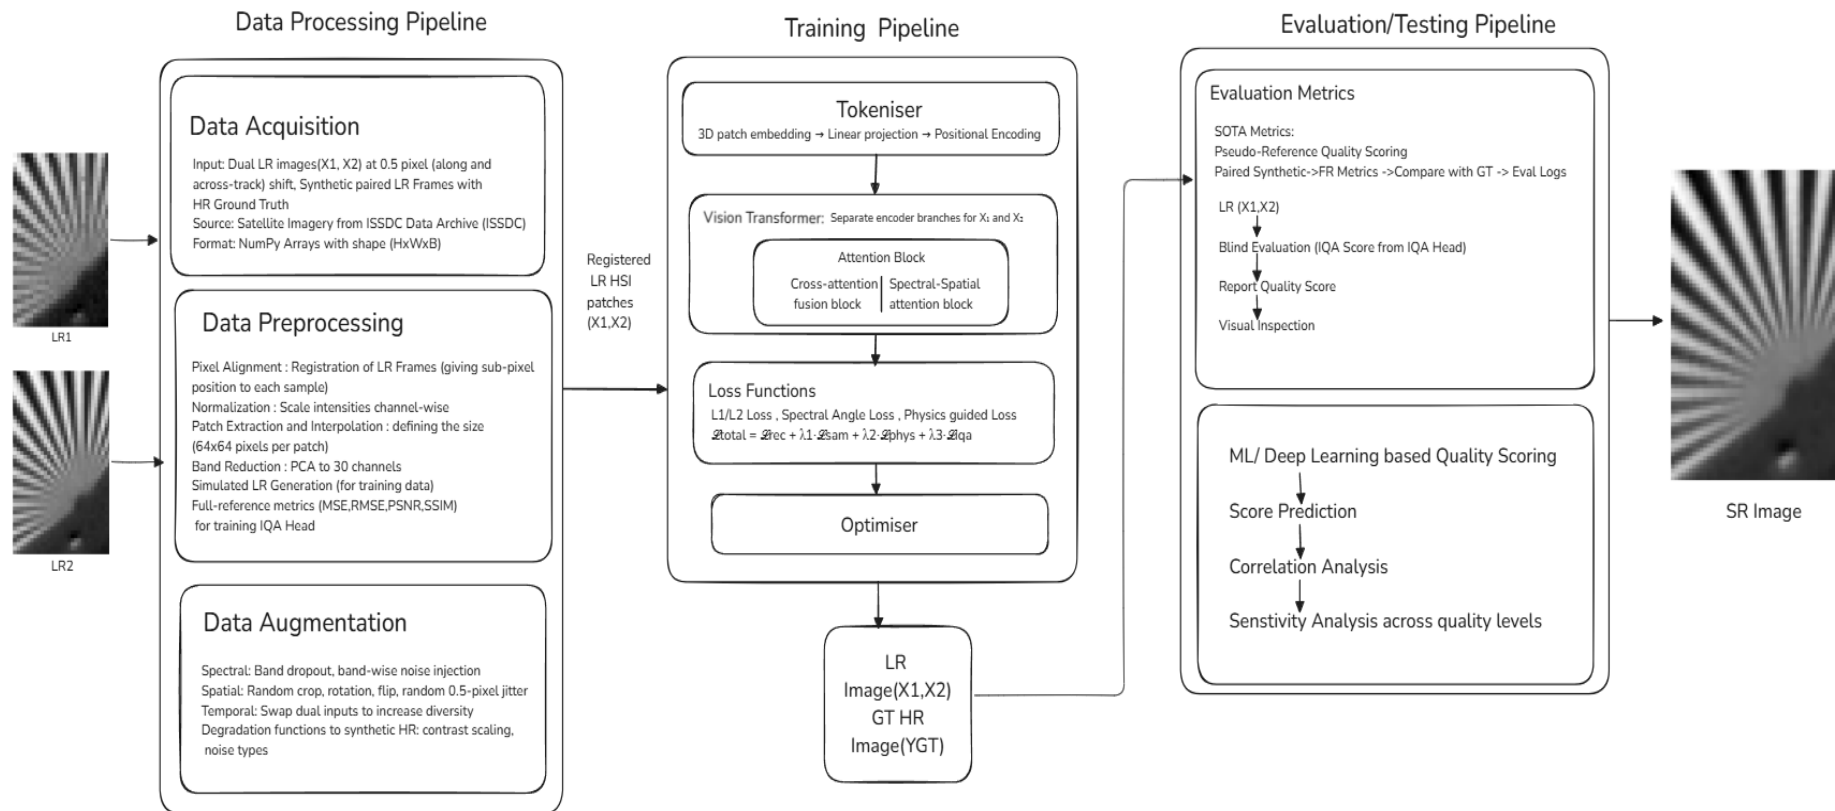 Data Processing Pipeline
Data Acquisition
Input: Dual LR images(X1, X2) at 0.5 pixel (along and
across-track) shift, Synthetic paired LR Frames with
HR Ground Truth
Source: Satellite Imagery from ISSDC Data Archive (ISSDC)
Format: NumPy Arrays with shape (HxWxB)
LR1
LR2
Data Preprocessing
Pixel Alignment : Registration of LR Frames (giving sub-pixel
position to each sample)
Normalization : Scale intensities channel-wise
Patch Extraction and Interpolation : defining the size
(64x64 pixels per patch)
Band Reduction : PCA to 30 channels
Simulated LR Generation (for training data)
Full-reference metrics (MSE,RMSE,PSNR,SSIM)
for training IQA Head
Data Augmentation
Spectral: Band dropout, band-wise noise injection
Spatial: Random crop, rotation, flip, random 0.5-pixel jitter
Temporal: Swap dual inputs to increase diversity
Degradation functions to synthetic HR: contrast scaling,
noise types
Registered
LR HSI
patches
(X1,X2)
Training Pipeline
Tokeniser
3D patch embedding → Linear projection → Positional Encoding
Vision Transformer: Separate encoder branches for X₁ and X₂
Attention Block
Cross-attention
fusion block
Spectral-Spatial
attention block
Loss Functions
L1/L2 Loss , Spectral Angle Loss , Physics guided Loss
ℒtotal = ℒrec + λ1·ℒsam + λ2·ℒphys + λ3·ℒiqa
Optimiser
LR
Image(X1,X2)
GT HR
Image(YGT)
Evaluation/Testing Pipeline
Evaluation Metrics
SOTA Metrics:
Pseudo-Reference Quality Scoring
Paired Synthetic->FR Metrics ->Compare with GT -> Eval Logs
LR (X1,X2)
Blind Evaluation (IQA Score from IQA Head)
Report Quality Score
Visual Inspection
ML/ Deep Learning based Quality Scoring
Score Prediction
Correlation Analysis
Senstivity Analysis across quality levels
SR Image